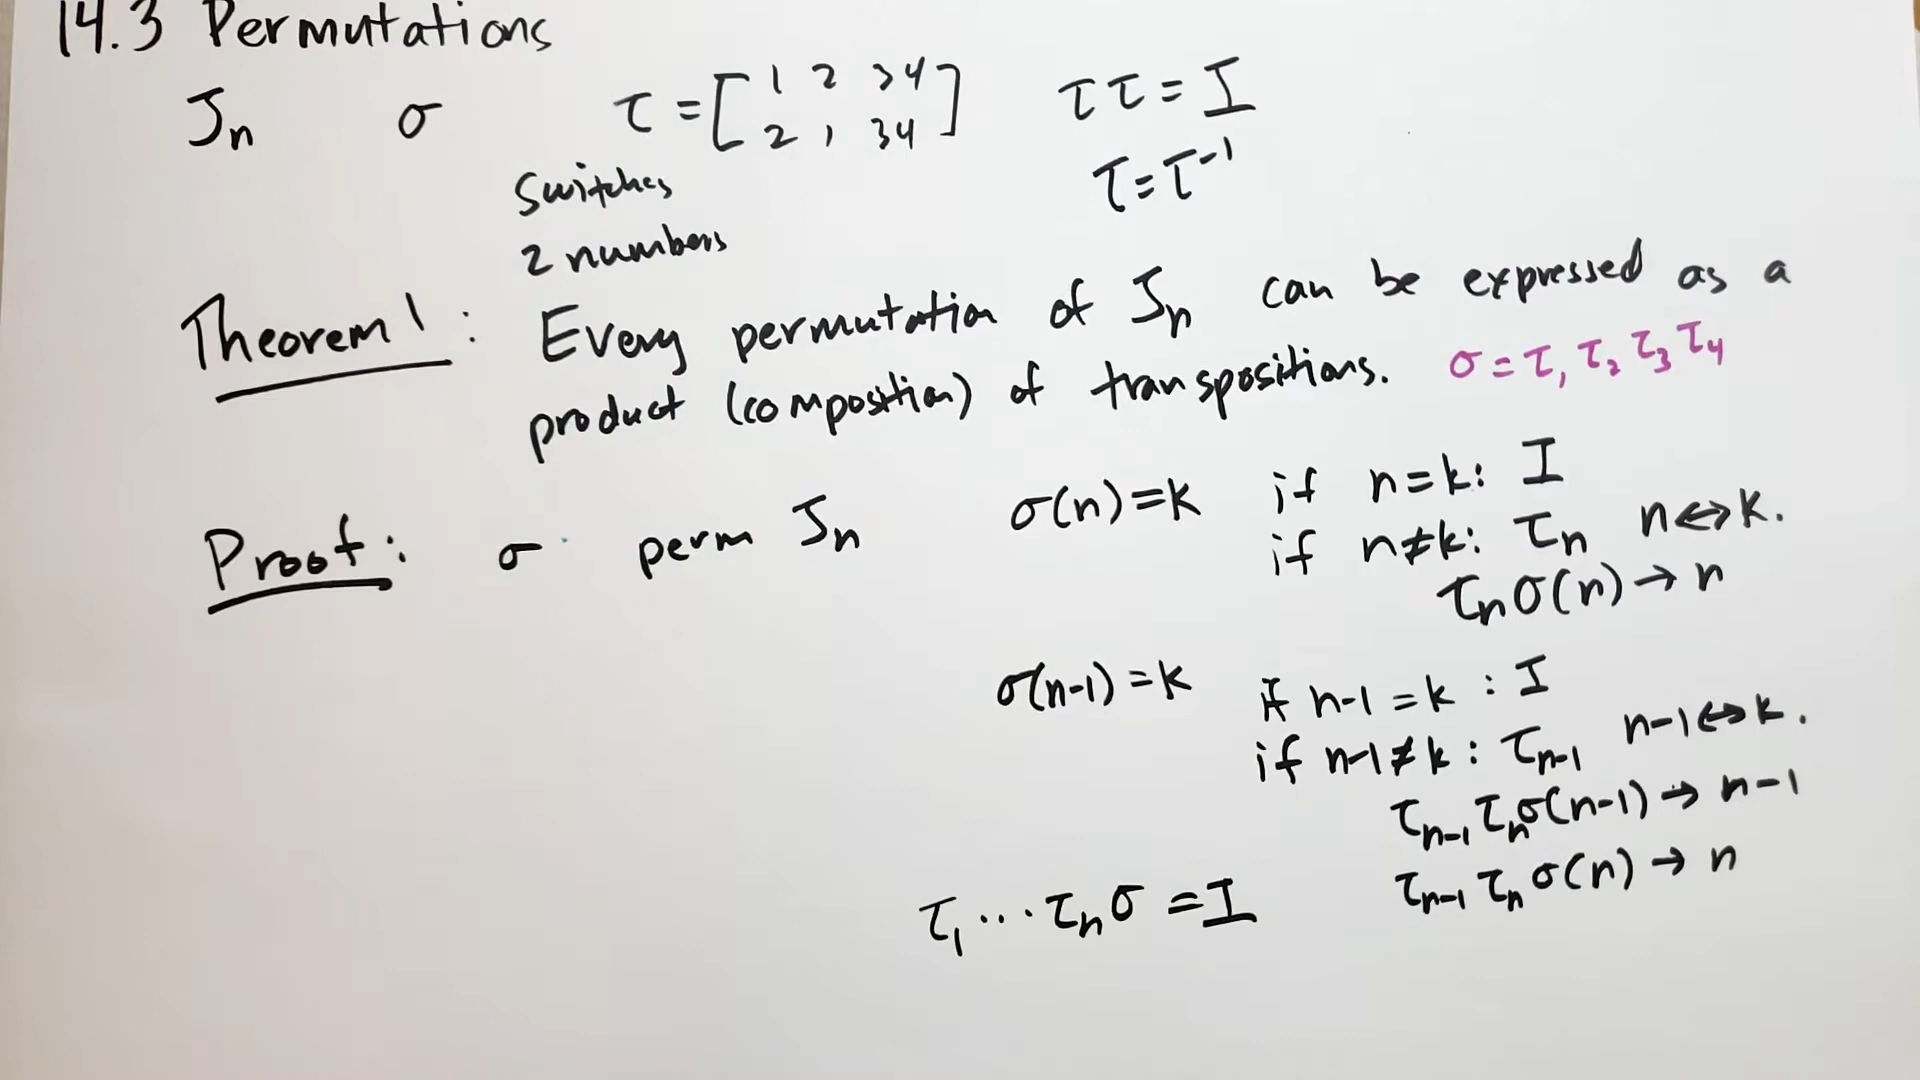 14.3 Permutations
Jn σ τ = [1 2 3 4 / 2 1 3 4] ττ = I
switches τ = τ⁻¹
2 numbers
Theorem 1: Every permutation of Jn can be expressed as a
product (composition) of transpositions. σ = τ₁ τ₂ τ₃ τ₄
Proof: σ perm Jn σ(n) = k if n = k: I
if n ≠ k: τn n ↔ k.
τn σ(n) → n
σ(n-1) = k if n-1 = k : I
if n-1 ≠ k : τn-1 n-1 ↔ k.
τn-1 τn σ(n-1) → n-1
τn-1 τn σ(n) → n
τ₁ ... τn σ = I